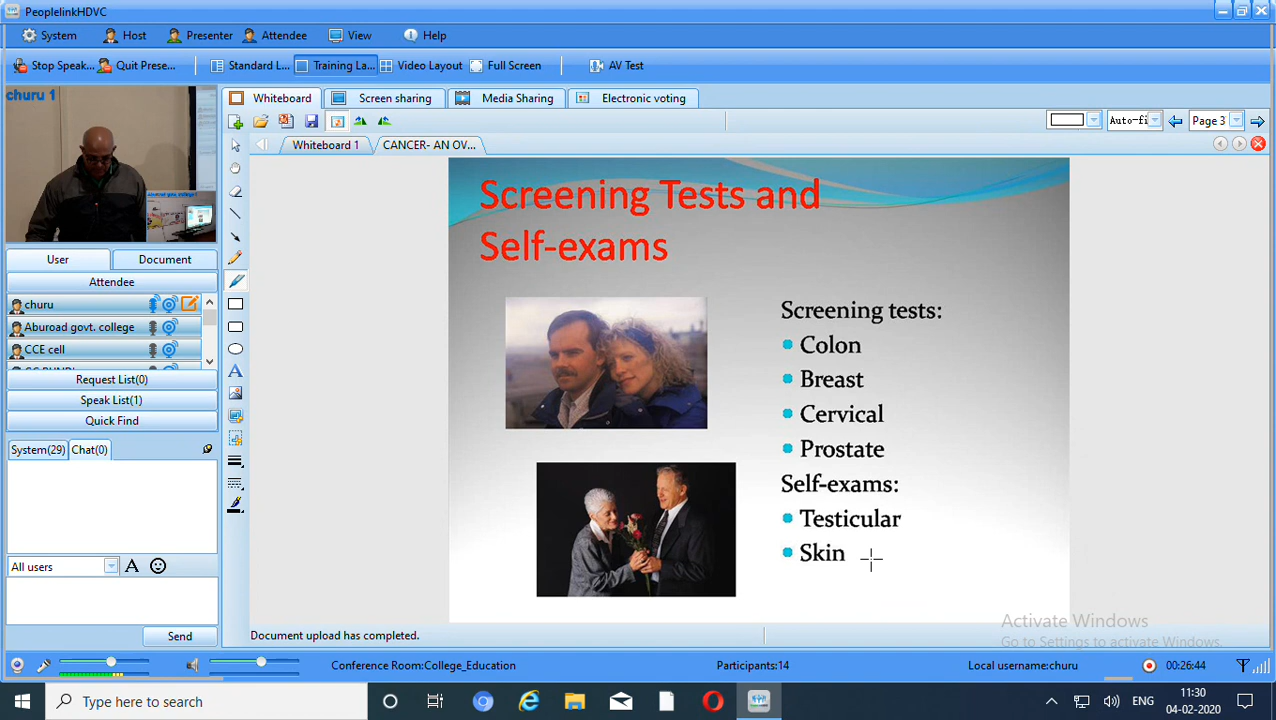 PeoplelinkHDVC
System Host Presenter Attendee View Help
Stop Speak... Quit Prese... Standard L... Training La... Video Layout Full Screen AV Test
churu 1
Whiteboard Screen sharing Media Sharing Electronic voting
Auto-fi Page 3
Whiteboard 1 CANCER- AN OV...
Screening Tests and
Self-exams
Screening tests:
Colon
Breast
Cervical
Prostate
Self-exams:
Testicular
Skin
User Document
Attendee
churu
Aburoad govt. college
CCE cell
Request List(0)
Speak List(1)
Quick Find
System(29) Chat(0)
All users A
Send
Document upload has completed.
Activate Windows
Go to Settings to activate Windows.
Conference Room:College_Education Participants:14 Local username:churu 00:26:44
Type here to search
ENG 11:30
04-02-2020